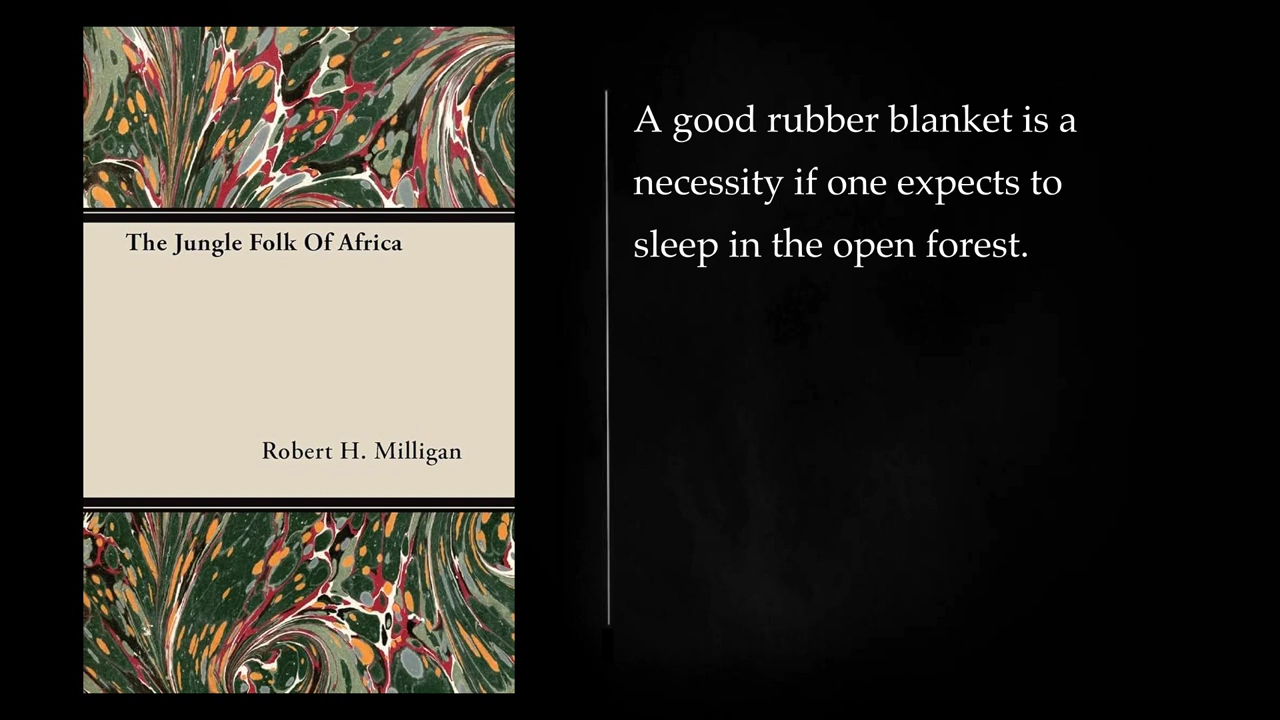 The Jungle Folk Of Africa
Robert H. Milligan
A good rubber blanket is a
necessity if one expects to
sleep in the open forest.